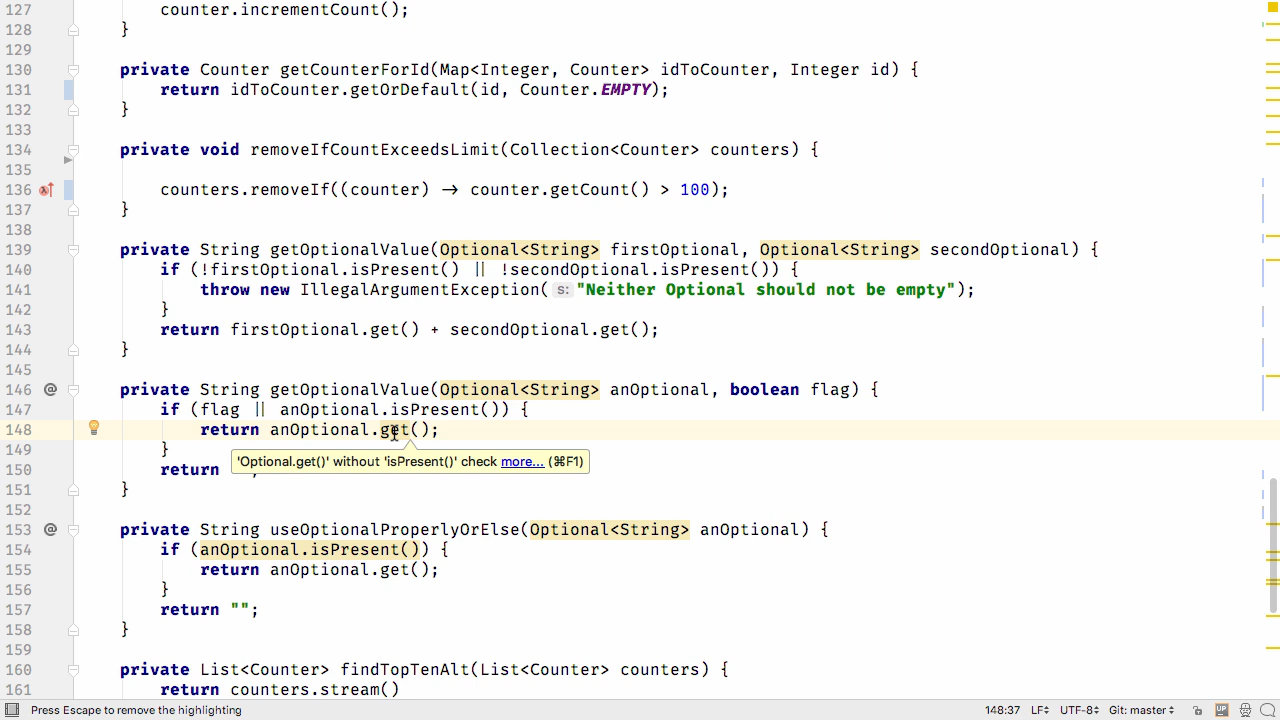 127 counter.incrementCount();
128 }
129
130 private Counter getCounterForId(Map<Integer, Counter> idToCounter, Integer id) {
131 return idToCounter.getOrDefault(id, Counter.EMPTY);
132 }
133
134 private void removeIfCountExceedsLimit(Collection<Counter> counters) {
135
136 counters.removeIf((counter) → counter.getCount() > 100);
137 }
138
139 private String getOptionalValue(Optional<String> firstOptional, Optional<String> secondOptional) {
140 if (!firstOptional.isPresent() || !secondOptional.isPresent()) {
141 throw new IllegalArgumentException( s: "Neither Optional should not be empty");
142 }
143 return firstOptional.get() + secondOptional.get();
144 }
145
146 @ private String getOptionalValue(Optional<String> anOptional, boolean flag) {
147 if (flag || anOptional.isPresent()) {
148 return anOptional.get();
149 }
'Optional.get()' without 'isPresent()' check more... (⌘F1)
150 return
151 }
152
153 @ private String useOptionalProperlyOrElse(Optional<String> anOptional) {
154 if (anOptional.isPresent()) {
155 return anOptional.get();
156 }
157 return "";
158 }
159
160 private List<Counter> findTopTenAlt(List<Counter> counters) {
161 return counters.stream()
Press Escape to remove the highlighting 148:37 LF UTF-8 Git: master UP